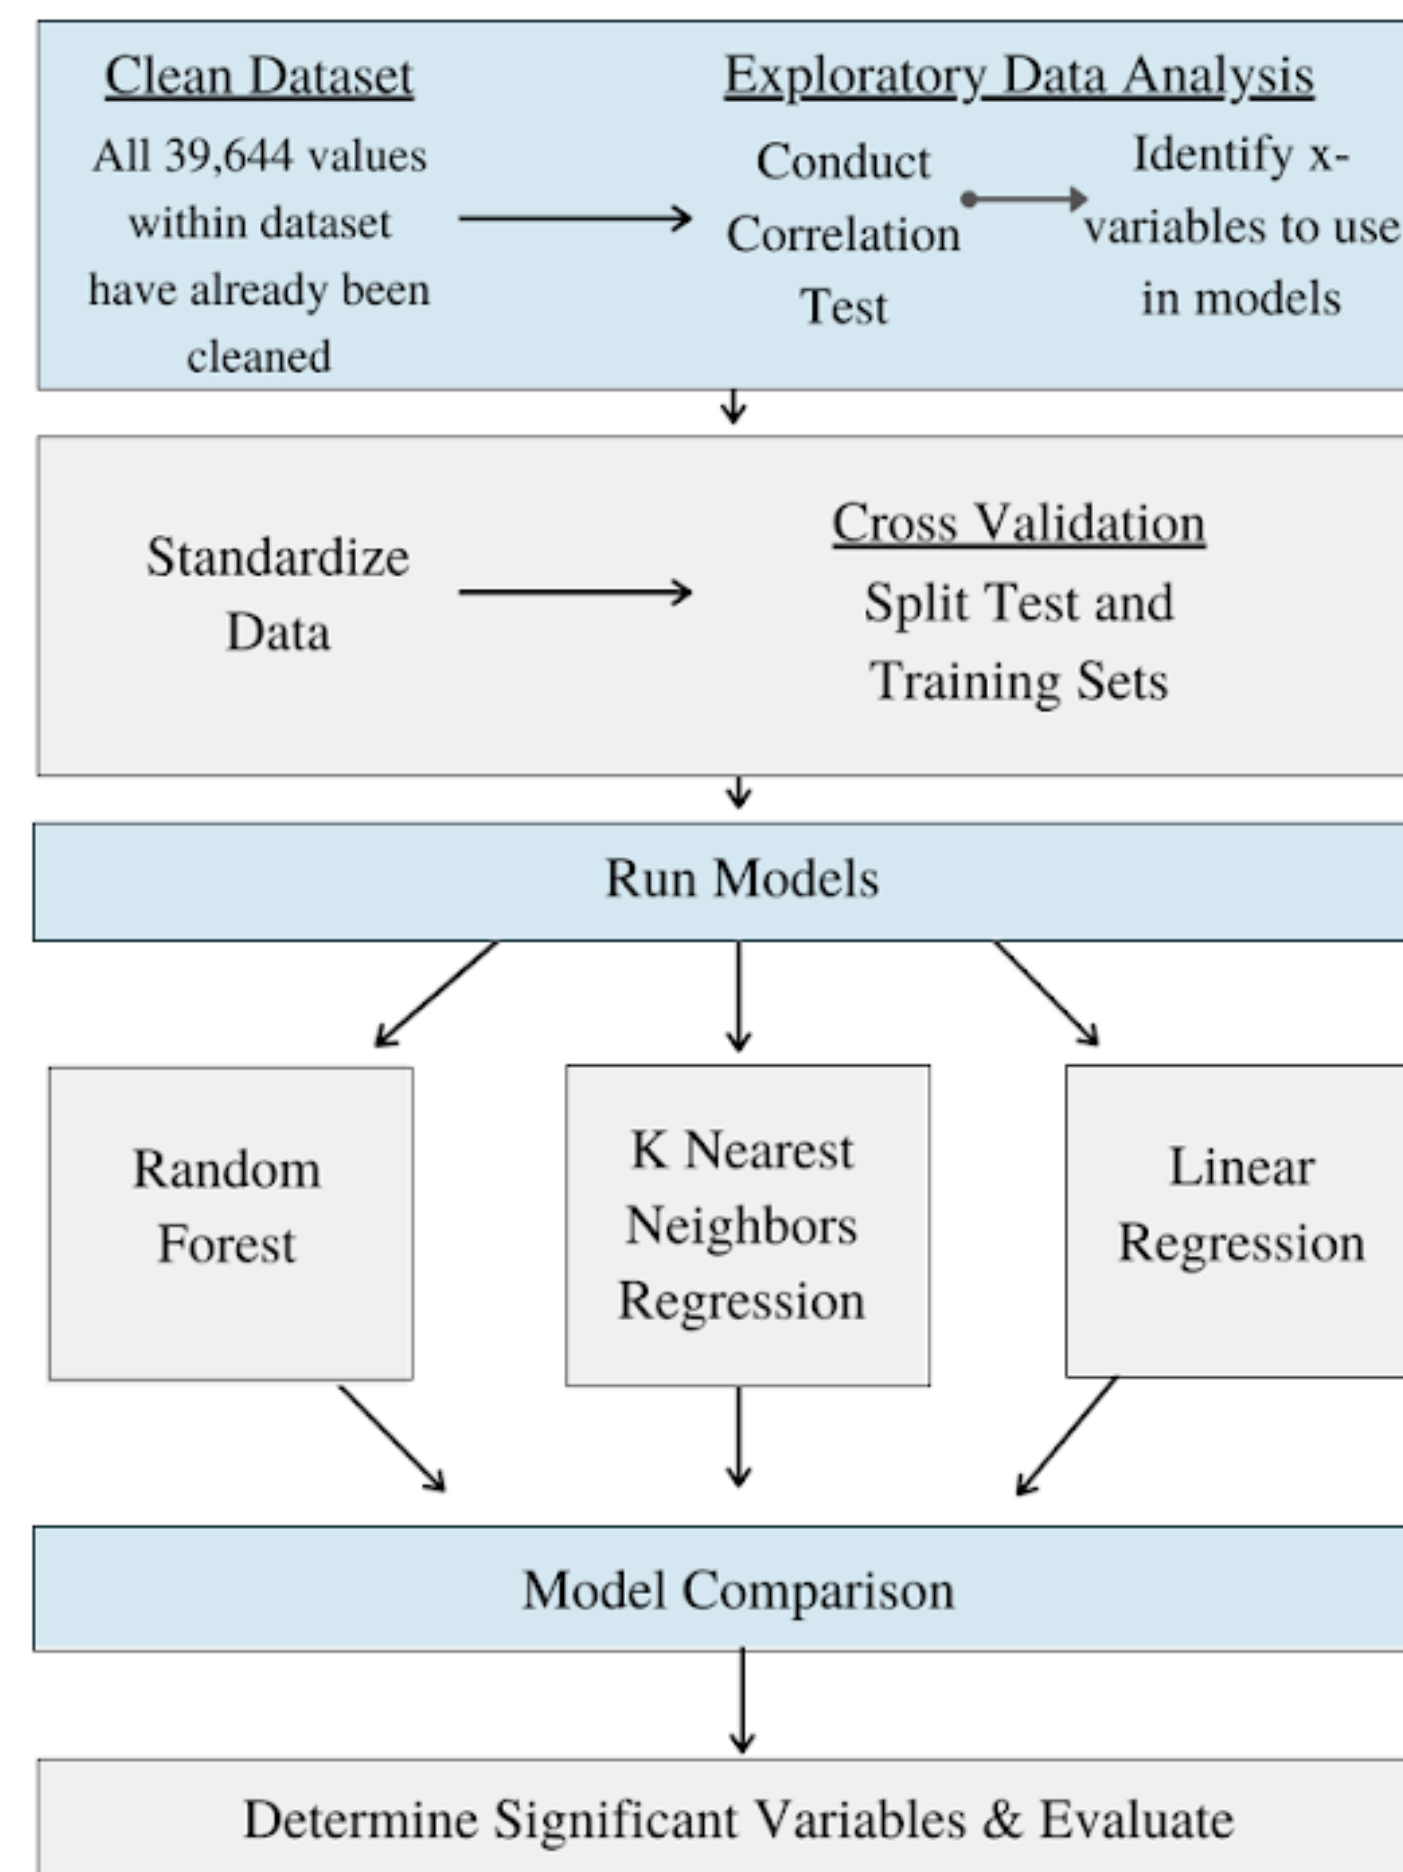 Clean Dataset
All 39,644 values
within dataset
have already been
cleaned
Exploratory Data Analysis
Conduct
Correlation
Test
Identify x-
variables to use
in models
Standardize
Data
Cross Validation
Split Test and
Training Sets
Run Models
Random
Forest
K Nearest
Neighbors
Regression
Linear
Regression
Model Comparison
Determine Significant Variables & Evaluate